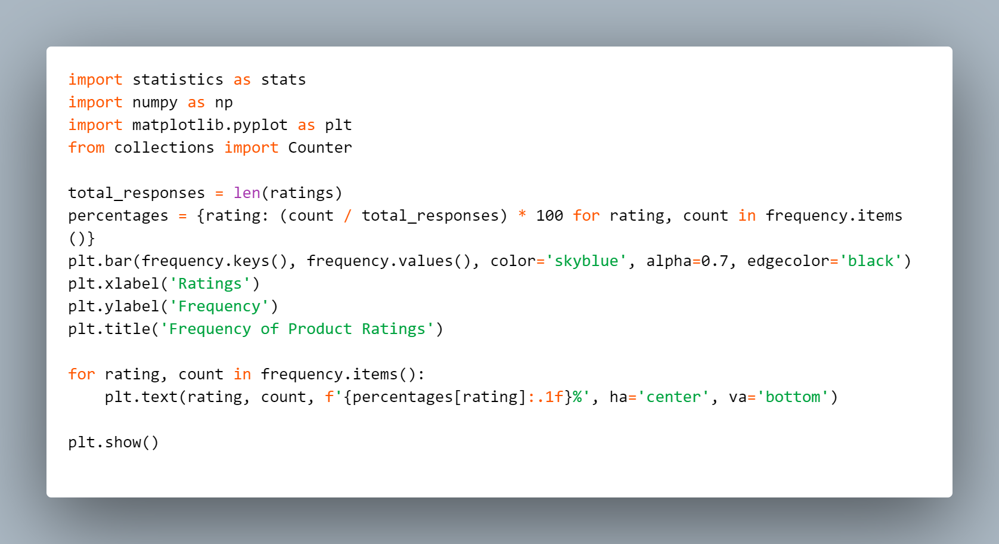 import statistics as stats
import numpy as np
import matplotlib.pyplot as plt
from collections import Counter
total_responses = len(ratings)
percentages = {rating: (count / total_responses) * 100 for rating, count in frequency.items
()}
plt.bar(frequency.keys(), frequency.values(), color='skyblue', alpha=0.7, edgecolor='black')
plt.xlabel('Ratings')
plt.ylabel('Frequency')
plt.title('Frequency of Product Ratings')
for rating, count in frequency.items():
    plt.text(rating, count, f'{percentages[rating]:.1f}%', ha='center', va='bottom')
plt.show()